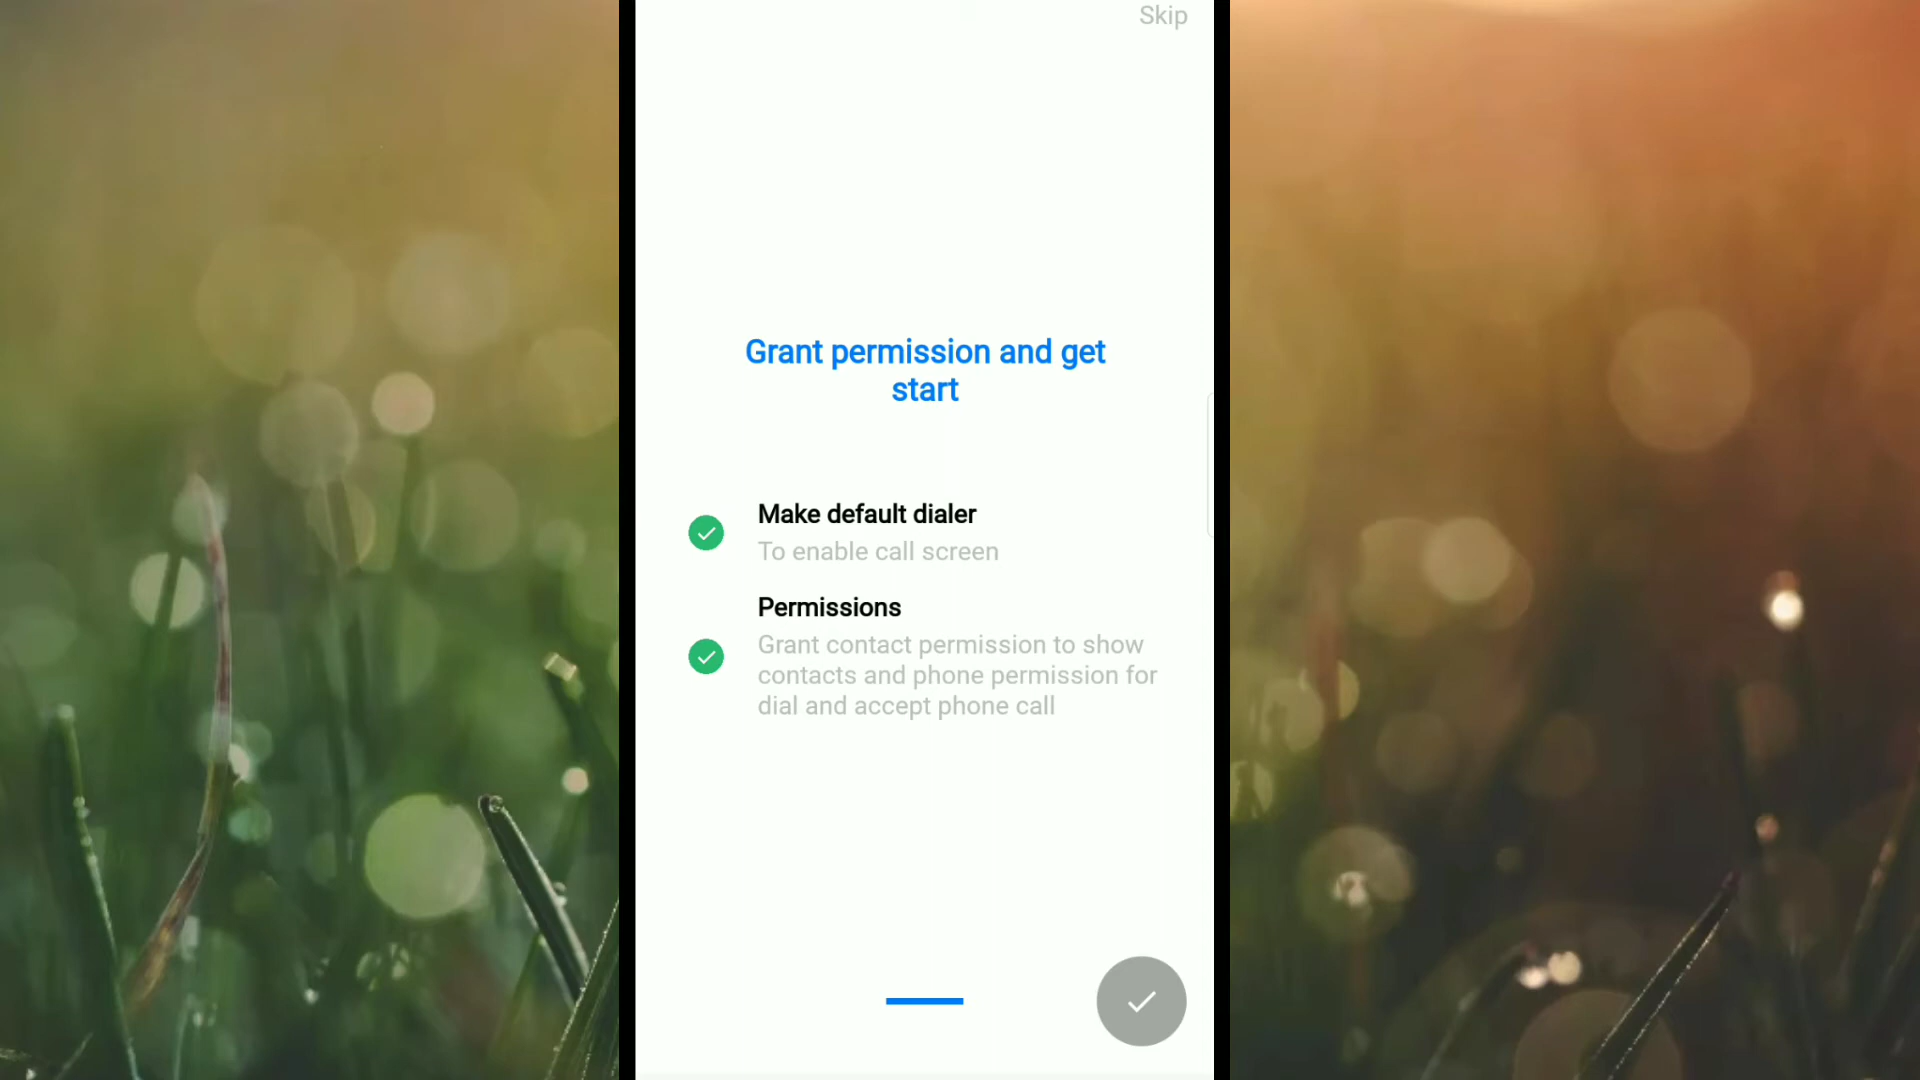 Skip
Grant permission and get
start
Make default dialer
To enable call screen
Permissions
Grant contact permission to show
contacts and phone permission for
dial and accept phone call